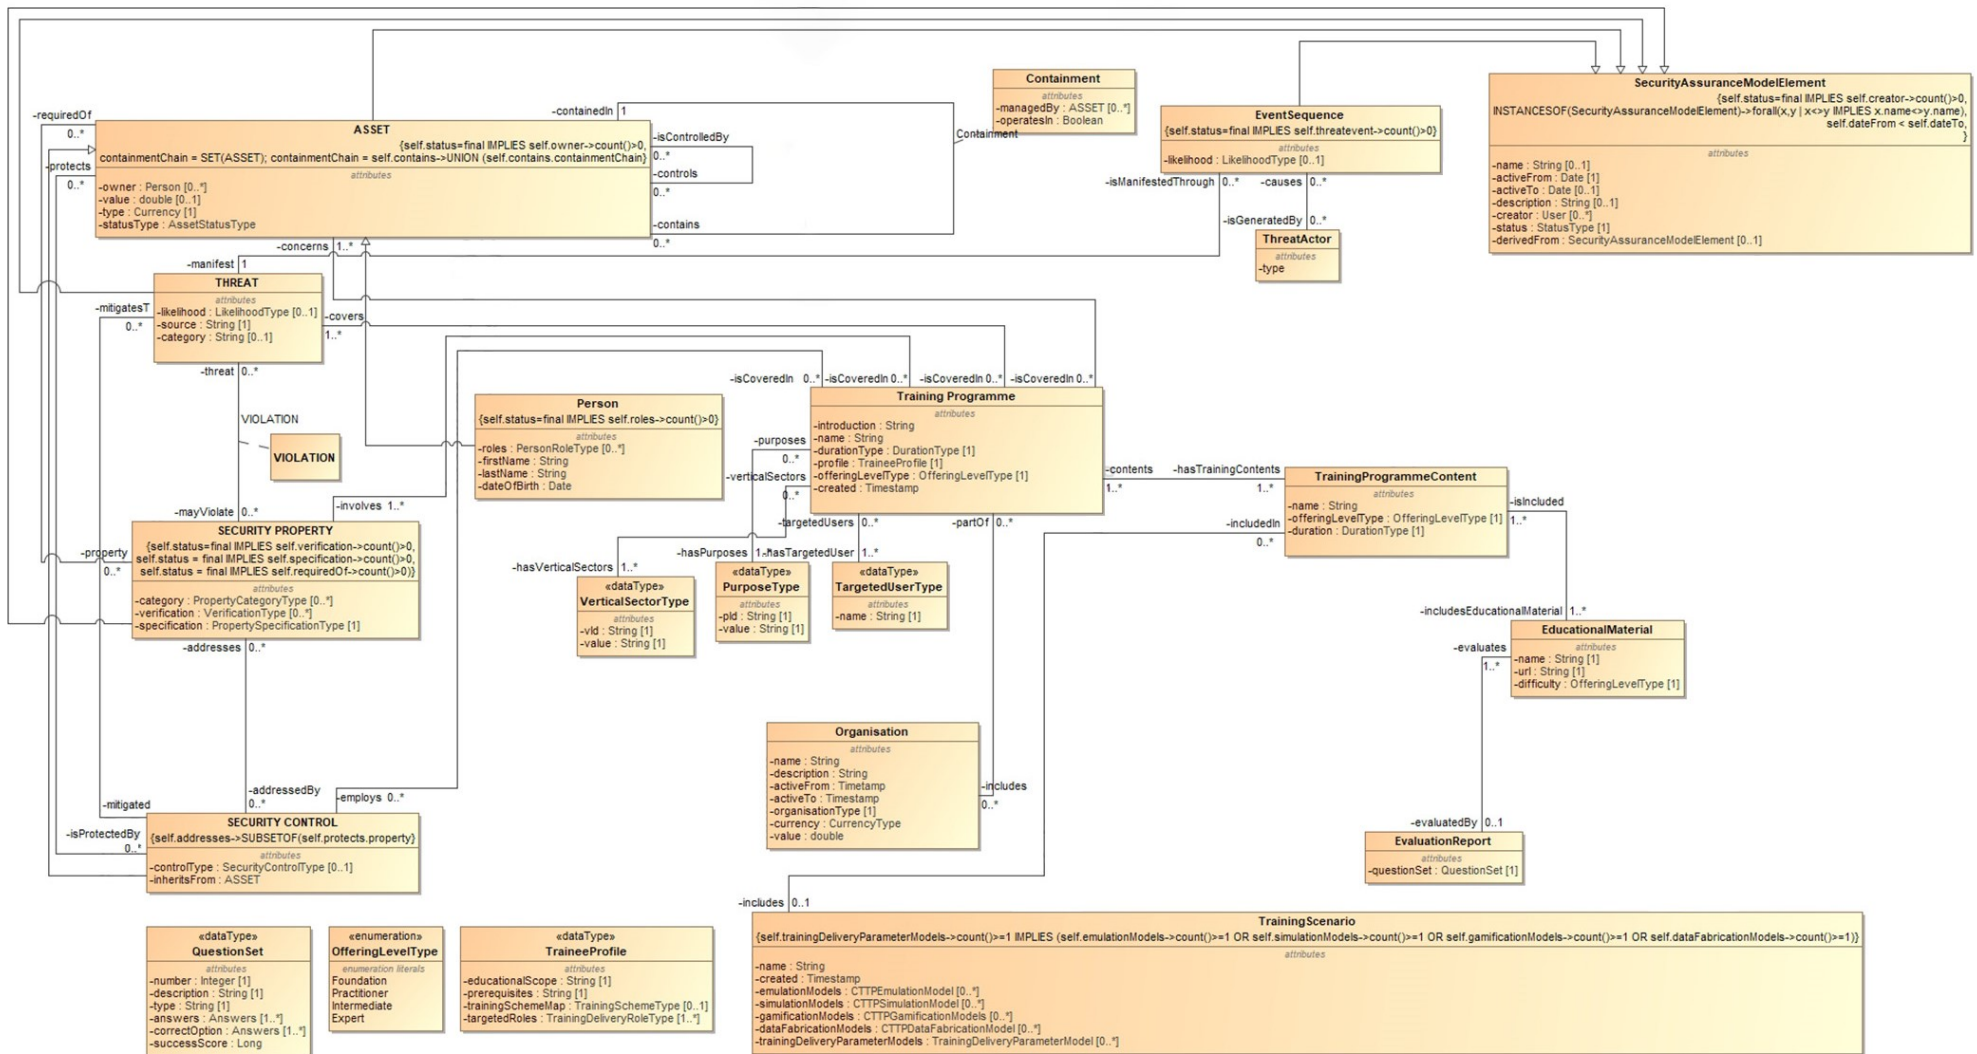 Containment
attributes
-managedBy : ASSET [0..*]
-operatesIn : Boolean
SecurityAssuranceModelElement
{self.status=final IMPLIES self.creator->count()>0,
INSTANCESOF(SecurityAssuranceModelElement)->forall(x,y | x<>y IMPLIES x.name<>y.name),
self.dateFrom < self.dateTo,
}
-name : String [0..1]
-activeFrom : Date [1]
-activeTo : Date [0..1]
-description : String [0..1]
-creator : User [0..*]
-status : StatusType [1]
-derivedFrom : SecurityAssuranceModelElement [0..1]
attributes
EventSequence
{self.status=final IMPLIES self.threatevent->count()>0}
attributes
-likelihood : LikelihoodType [0..1]
-isManifestedThrough 0..*
-causes 0..*
-isGeneratedBy 0..*
ThreatActor
attributes
-type
-requiredOf
0..*
-containedIn 1
ASSET
{self.status=final IMPLIES self.owner->count()>0,
containmentChain = SET(ASSET); containmentChain = self.contains->UNION (self.contains.containmentChain}
attributes
-owner : Person [0..*]
-value : double [0..1]
-type : Currency [1]
-statusType : AssetStatusType
-protects
0..*
-isControlledBy
0..*
-controls
0..*
Containment
-contains
0..*
-concerns 1..*
-manifest 1
THREAT
attributes
-likelihood : LikelihoodType [0..1]
-source : String [1]
-category : String [0..1]
-mitigatesT
0..*
-covers
1..*
-threat 0..*
VIOLATION
VIOLATION
-mayViolate 0..*
-isCoveredIn 0..*
-isCoveredIn 0..*
-isCoveredIn 0..*
-isCoveredIn 0..*
Person
{self.status=final IMPLIES self.roles->count()>0}
attributes
-roles : PersonRoleType [0..*]
-firstName : String
-lastName : String
-dateOfBirth : Date
Training Programme
attributes
-introduction : String
-name : String
-durationType : DurationType [1]
-profile : TraineeProfile [1]
-offeringLevelType : OfferingLevelType [1]
-created : Timestamp
-purposes
0..*
-verticalSectors
0..*
-targetedUsers 0..*
-partOf 0..*
-contents
1..*
-hasTrainingContents
1..*
TrainingProgrammeContent
attributes
-name : String
-offeringLevelType : OfferingLevelType [1]
-duration : DurationType [1]
-isIncluded
1..*
-includedIn
0..*
-involves 1..*
SECURITY PROPERTY
{self.status=final IMPLIES self.verification->count()>0,
self.status = final IMPLIES self.specification->count()>0,
self.status = final IMPLIES self.requiredOf->count()>0)}
attributes
-category : PropertyCategoryType [0..*]
-verification : VerificationType [0..*]
-specification : PropertySpecificationType [1]
-property
0..*
-addresses 0..*
-hasVerticalSectors 1..*
«dataType»
VerticalSectorType
attributes
-vId : String [1]
-value : String [1]
-hasPurposes 1..*
«dataType»
PurposeType
attributes
-pId : String [1]
-value : String [1]
-hasTargetedUser 1..*
«dataType»
TargetedUserType
attributes
-name : String [1]
-includesEducationalMaterial 1..*
EducationalMaterial
attributes
-name : String [1]
-url : String [1]
-difficulty : OfferingLevelType [1]
-evaluates
1..*
Organisation
attributes
-name : String
-description : String
-activeFrom : Timetamp
-activeTo : Timestamp
-organisationType [1]
-currency : CurrencyType
-value : double
-includes
0..*
-evaluatedBy 0..1
EvaluationReport
attributes
-questionSet : QuestionSet [1]
-addressedBy
0..*
-employs 0..*
-mitigated
-isProtectedBy
0..*
SECURITY CONTROL
{self.addresses->SUBSETOF(self.protects.property}
attributes
-controlType : SecurityControlType [0..1]
-inheritsFrom : ASSET
-includes 0..1
TrainingScenario
{self.trainingDeliveryParameterModels->count()>=1 IMPLIES (self.emulationModels->count()>=1 OR self.simulationModels->count()>=1 OR self.gamificationModels->count()>=1 OR self.dataFabricationModels->count()>=1)}
attributes
-name : String
-created : Timestamp
-emulationModels : CTTPEmulationModel [0..*]
-simulationModels : CTTPSimulationModel [0..*]
-gamificationModels : CTTPGamificationModels [0..*]
-dataFabricationModels : CTTPDataFabricationModel [0..*]
-trainingDeliveryParameterModels : TrainingDeliveryParameterModel [0..*]
«dataType»
QuestionSet
attributes
-number : Integer [1]
-description : String [1]
-type : String [1]
-answers : Answers [1..*]
-correctOption : Answers [1..*]
-successScore : Long
«enumeration»
OfferingLevelType
enumeration literals
Foundation
Practitioner
Intermediate
Expert
«dataType»
TraineeProfile
attributes
-educationalScope : String [1]
-prerequisites : String [1]
-trainingSchemeMap : TrainingSchemeType [0..1]
-targetedRoles : TrainingDeliveryRoleType [1..*]